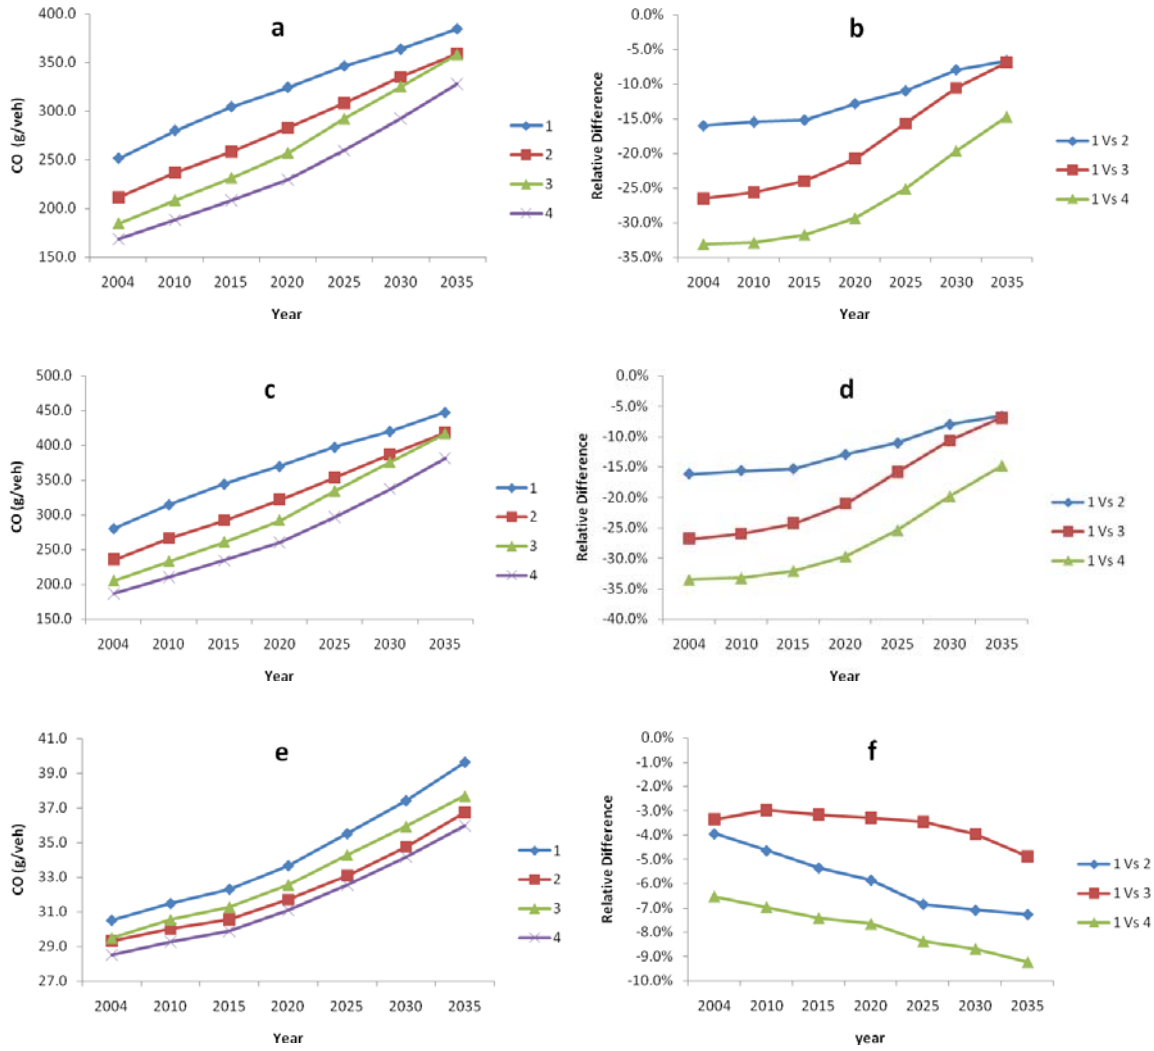 a
400.0
350.0
300.0
250.0
200.0
150.0
CO (g/veh)
2004 2010 2015 2020 2025 2030 2035
Year
1
2
3
4
b
0.0%
-5.0%
-10.0%
-15.0%
-20.0%
-25.0%
-30.0%
-35.0%
Relative Difference
2004 2010 2015 2020 2025 2030 2035
Year
1 Vs 2
1 Vs 3
1 Vs 4
c
500.0
450.0
400.0
350.0
300.0
250.0
200.0
150.0
CO (g/veh)
2004 2010 2015 2020 2025 2030 2035
Year
1
2
3
4
d
0.0%
-5.0%
-10.0%
-15.0%
-20.0%
-25.0%
-30.0%
-35.0%
-40.0%
Relative Difference
2004 2010 2015 2020 2025 2030 2035
Year
1 Vs 2
1 Vs 3
1 Vs 4
e
41.0
39.0
37.0
35.0
33.0
31.0
29.0
27.0
CO (g/veh)
2004 2010 2015 2020 2025 2030 2035
Year
1
2
3
4
f
0.0%
-1.0%
-2.0%
-3.0%
-4.0%
-5.0%
-6.0%
-7.0%
-8.0%
-9.0%
-10.0%
Relative Difference
2004 2010 2015 2020 2025 2030 2035
year
1 Vs 2
1 Vs 3
1 Vs 4